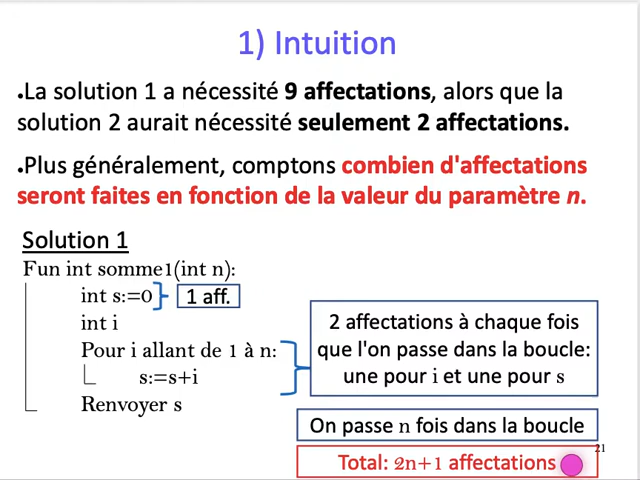 1) Intuition
•La solution 1 a nécessité 9 affectations, alors que la
solution 2 aurait nécessité seulement 2 affectations.
•Plus généralement, comptons combien d'affectations
seront faites en fonction de la valeur du paramètre n.
Solution 1
Fun int somme1(int n):
int s:=0
1 aff.
int i
Pour i allant de 1 à n:
s:=s+i
Renvoyer s
2 affectations à chaque fois
que l'on passe dans la boucle:
une pour i et une pour s
On passe n fois dans la boucle
21
Total: 2n+1 affectations